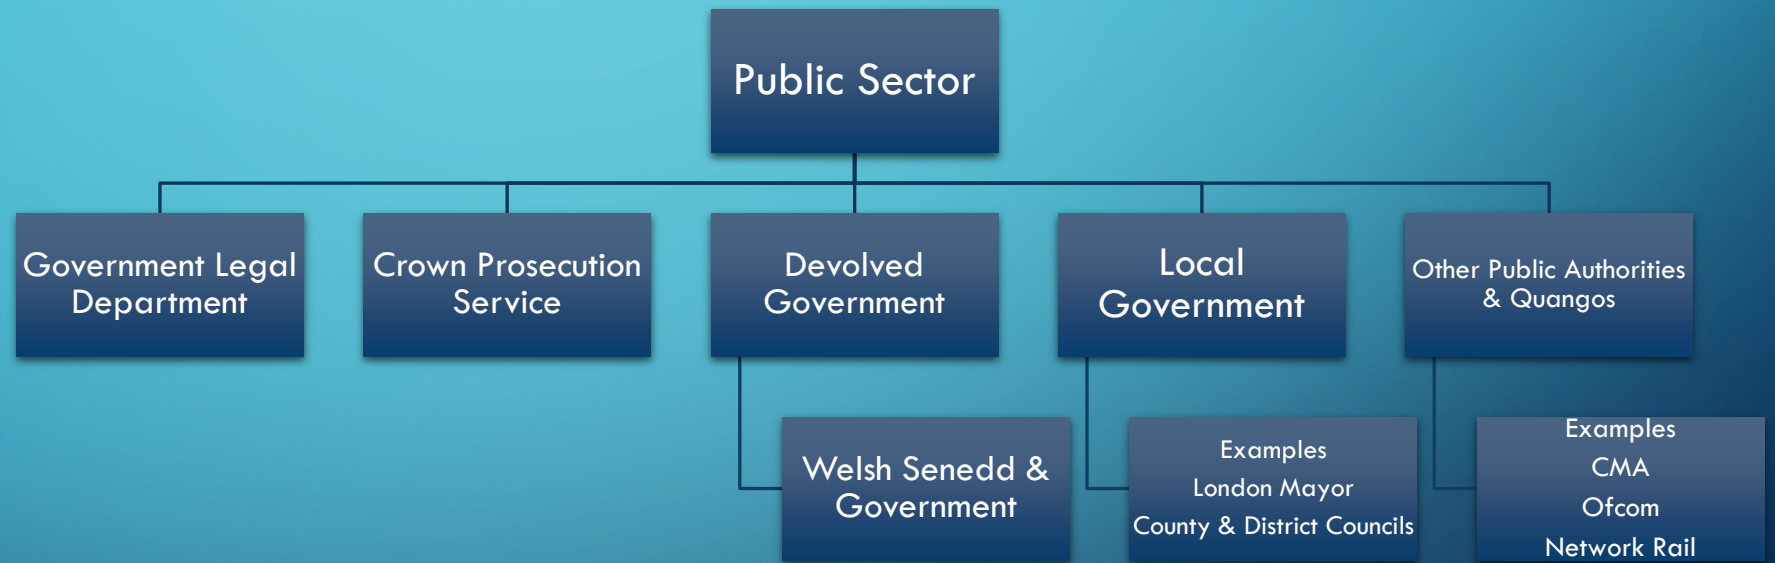 Public Sector
Government Legal
Department
Crown Prosecution
Service
Devolved
Government
Local
Government
Other Public Authorities
& Quangos
Welsh Senedd &
Government
Examples
London Mayor
County & District Councils
Examples
CMA
Ofcom
Network Rail